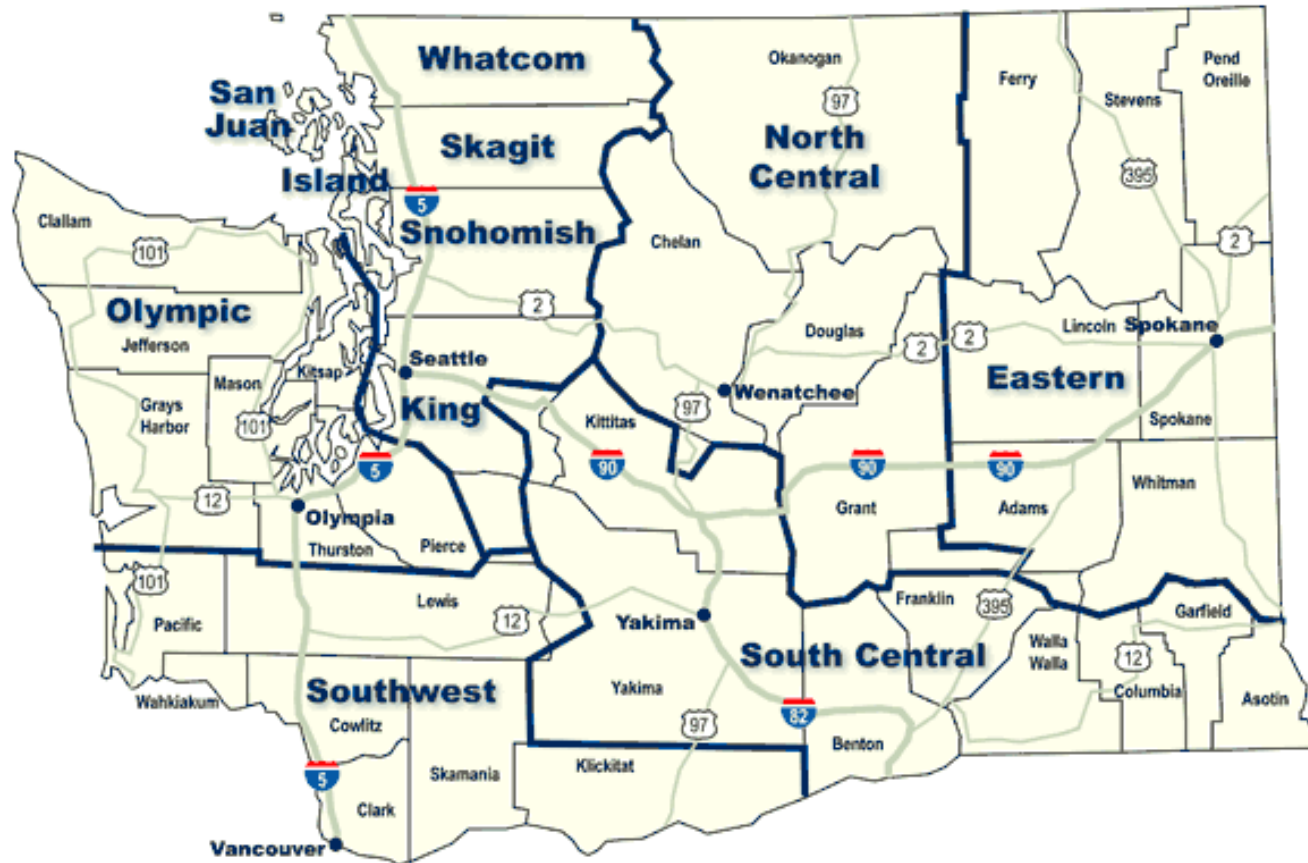 Whatcom
Okanogan
Pend
Oreille
Ferry
San
Juan
97
Stevens
Skagit
North
Central
395
Island
5
Clallam
Snohomish
Chelan
101
2
2
Olympic
Jefferson
Douglas
Lincoln
Spokane
2
2
Seattle
Mason
Kitsap
Eastern
Wenatchee
Grays
Harbor
King
97
Kittitas
Spokane
101
5
90
90
90
Whitman
12
Olympia
Grant
Adams
Thurston
Pierce
101
Lewis
Franklin
395
Garfield
Pacific
12
Yakima
Walla
Walla
12
South Central
Southwest
Yakima
Wahkiakum
Columbia
Asotin
Cowlitz
97
82
Benton
5
Skamania
Klickitat
Clark
Vancouver